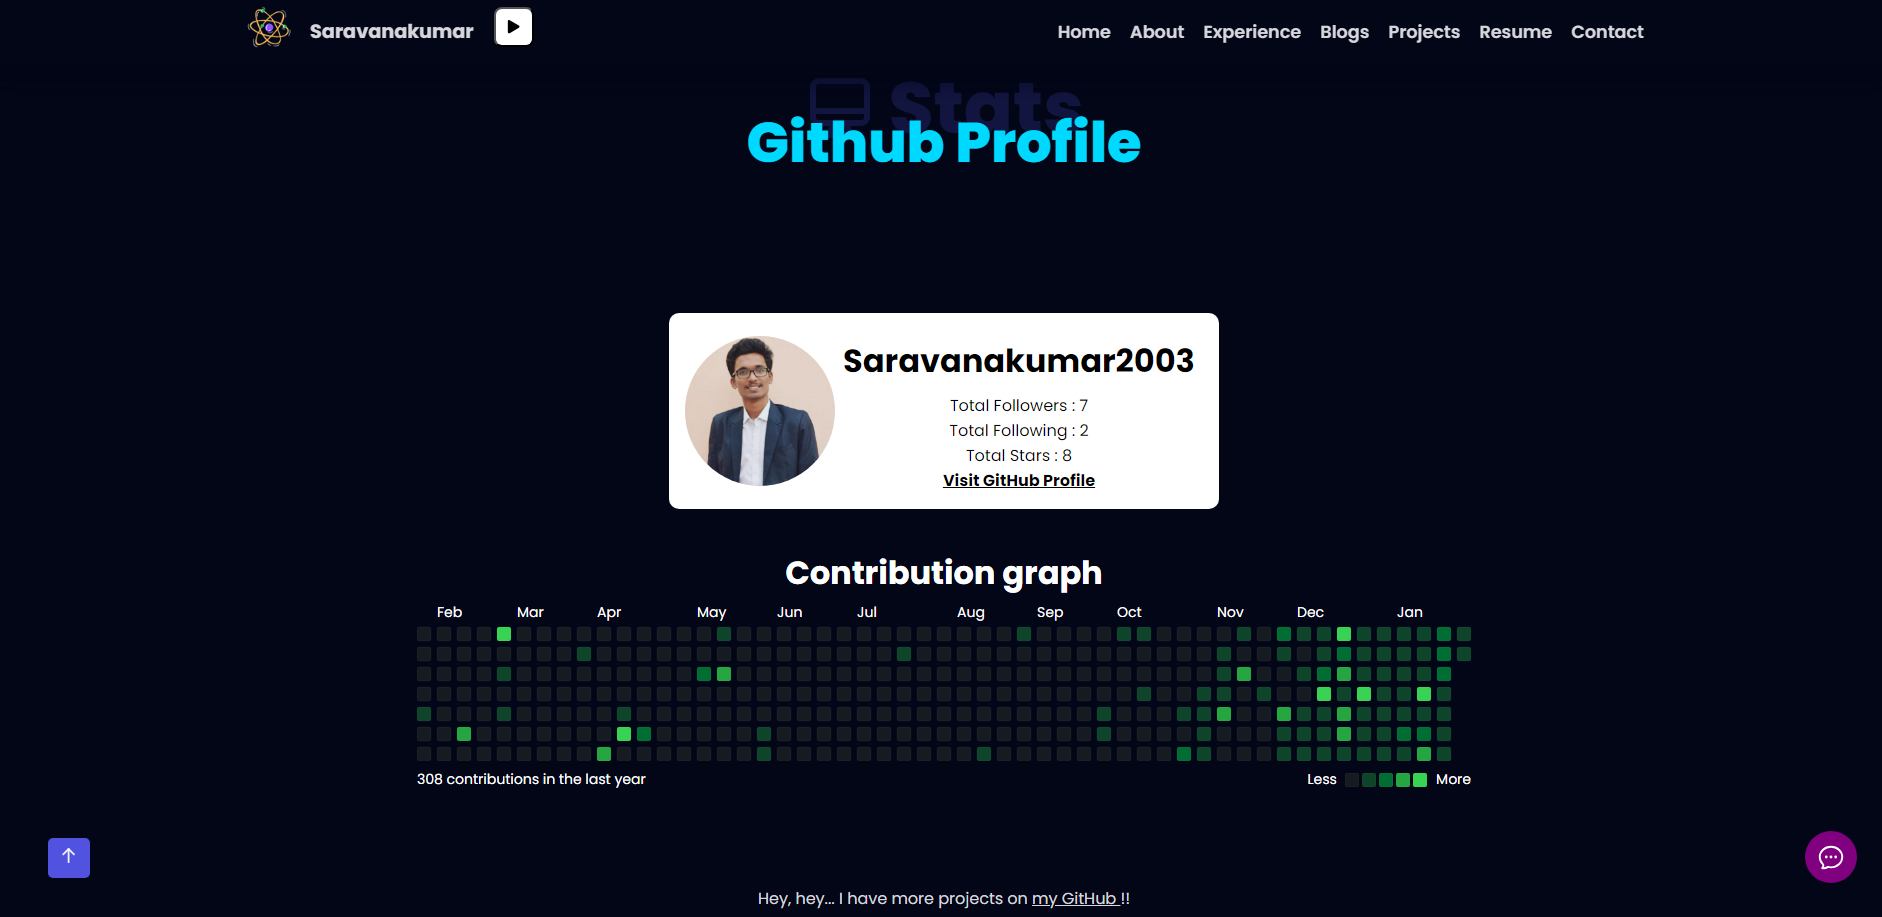 Saravanakumar
Home About Experience Blogs Projects Resume Contact
Stats
Github Profile
Saravanakumar2003
Total Followers : 7
Total Following : 2
Total Stars : 8
Visit GitHub Profile
Contribution graph
Feb Mar Apr May Jun Jul Aug Sep Oct Nov Dec Jan
308 contributions in the last year
Less More
Hey, hey... I have more projects on my GitHub !!